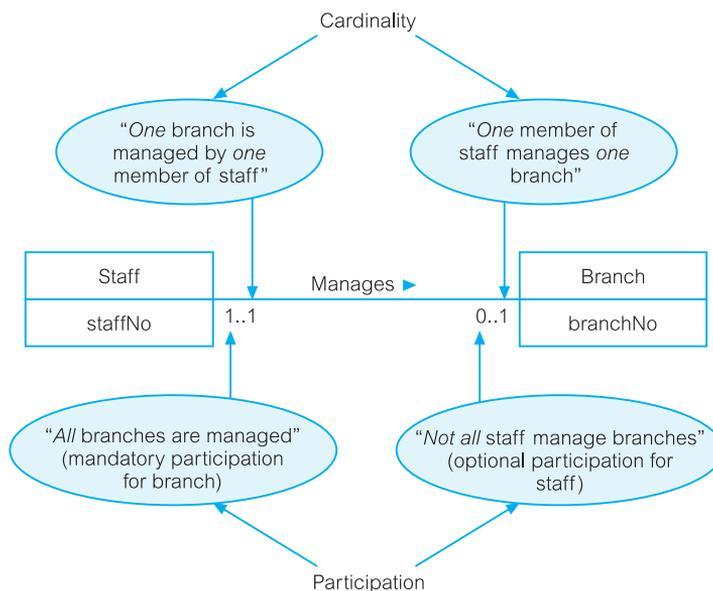 Cardinality
“One branch is
managed by one
member of staff”
“One member of
staff manages one
branch”
Staff
Manages
Branch
staffNo
1..1
0..1
branchNo
“All branches are managed”
(mandatory participation
for branch)
“Not all staff manage branches”
(optional participation for
staff)
Participation